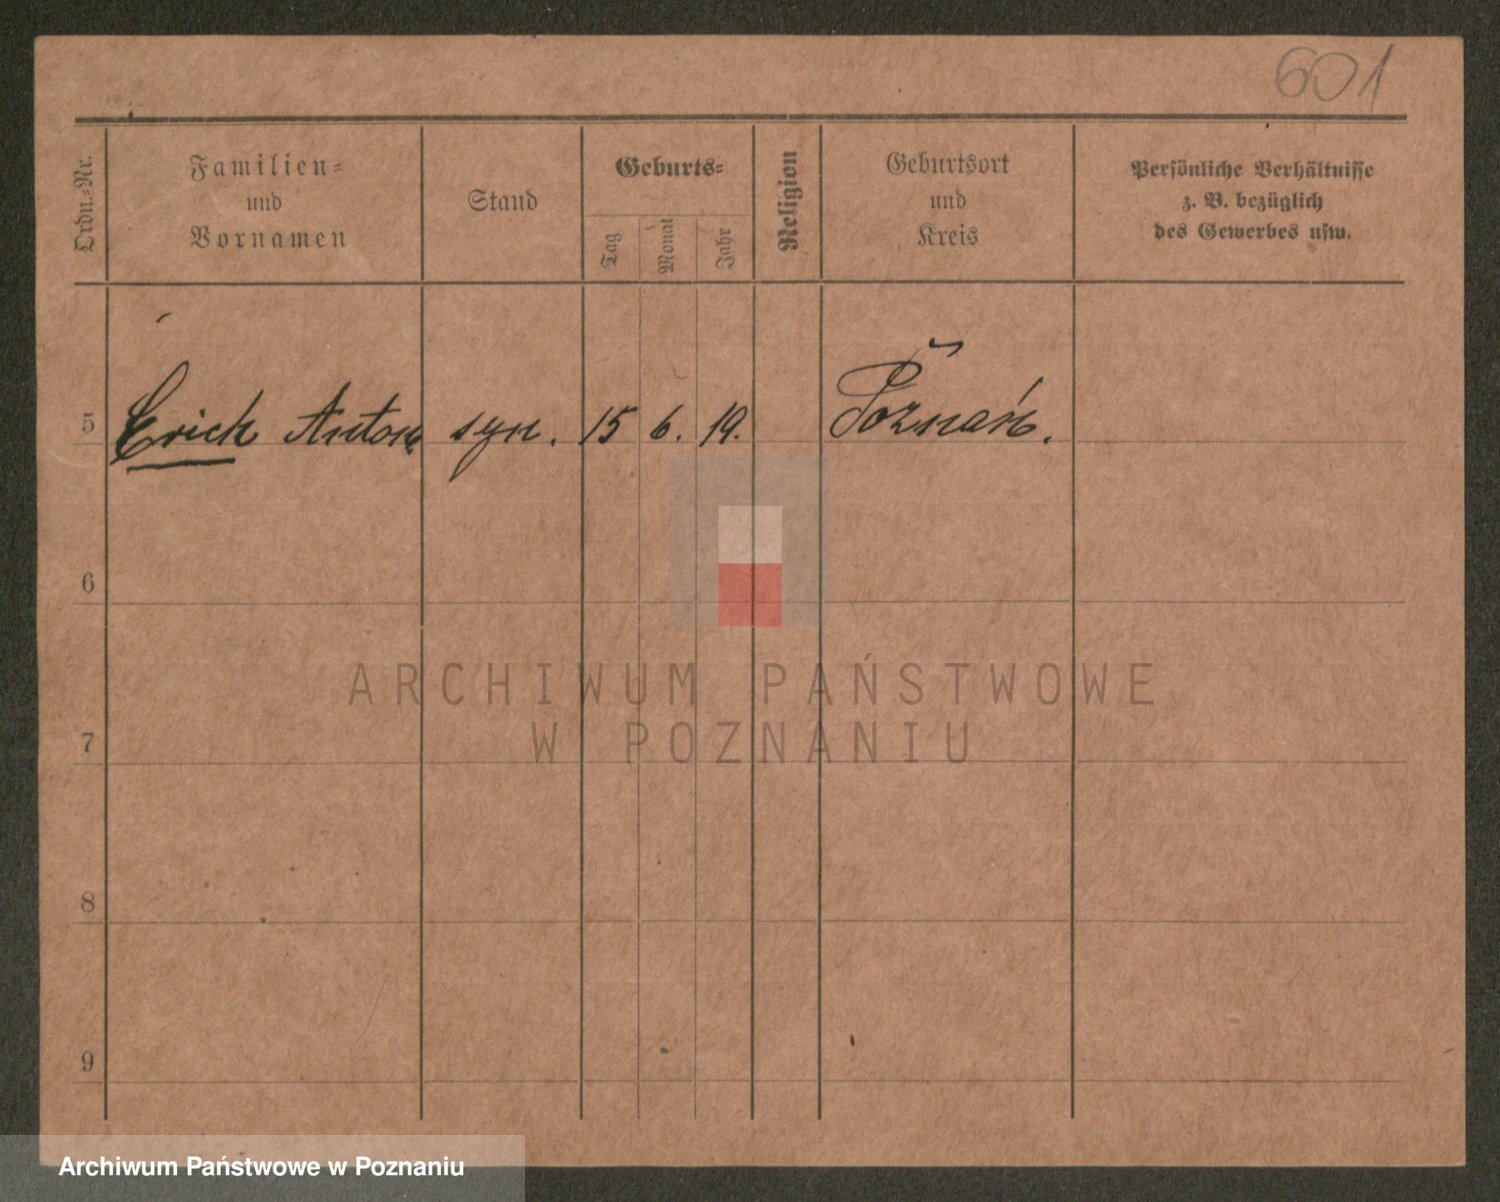 601
Ordn.-Nr.
Familien-
und
Vornamen
Stand
Geburts-
Tag
Monat
Jahr
Religion
Geburtsort
und
Kreis
Persönliche Verhältnisse
z. B. bezüglich
des Gewerbes usw.
5 Erich Anton syn. 15 6. 19. Poznań.
6
7
8
9
ARCHIWUM PAŃSTWOWE
W POZNANIU
Archiwum Państwowe w Poznaniu